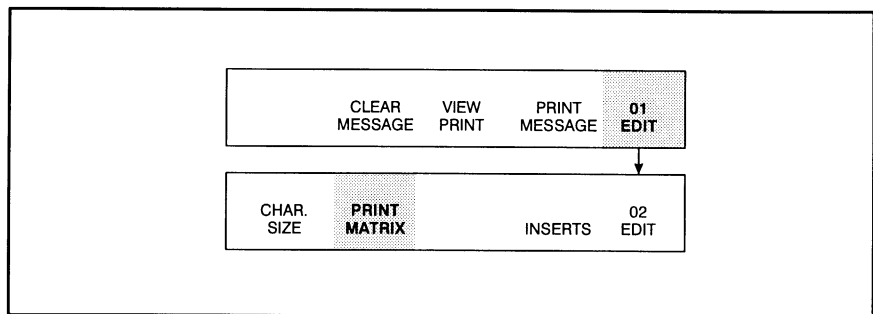 CLEAR VIEW PRINT 01
MESSAGE PRINT MESSAGE EDIT
CHAR. PRINT 02
SIZE MATRIX INSERTS EDIT